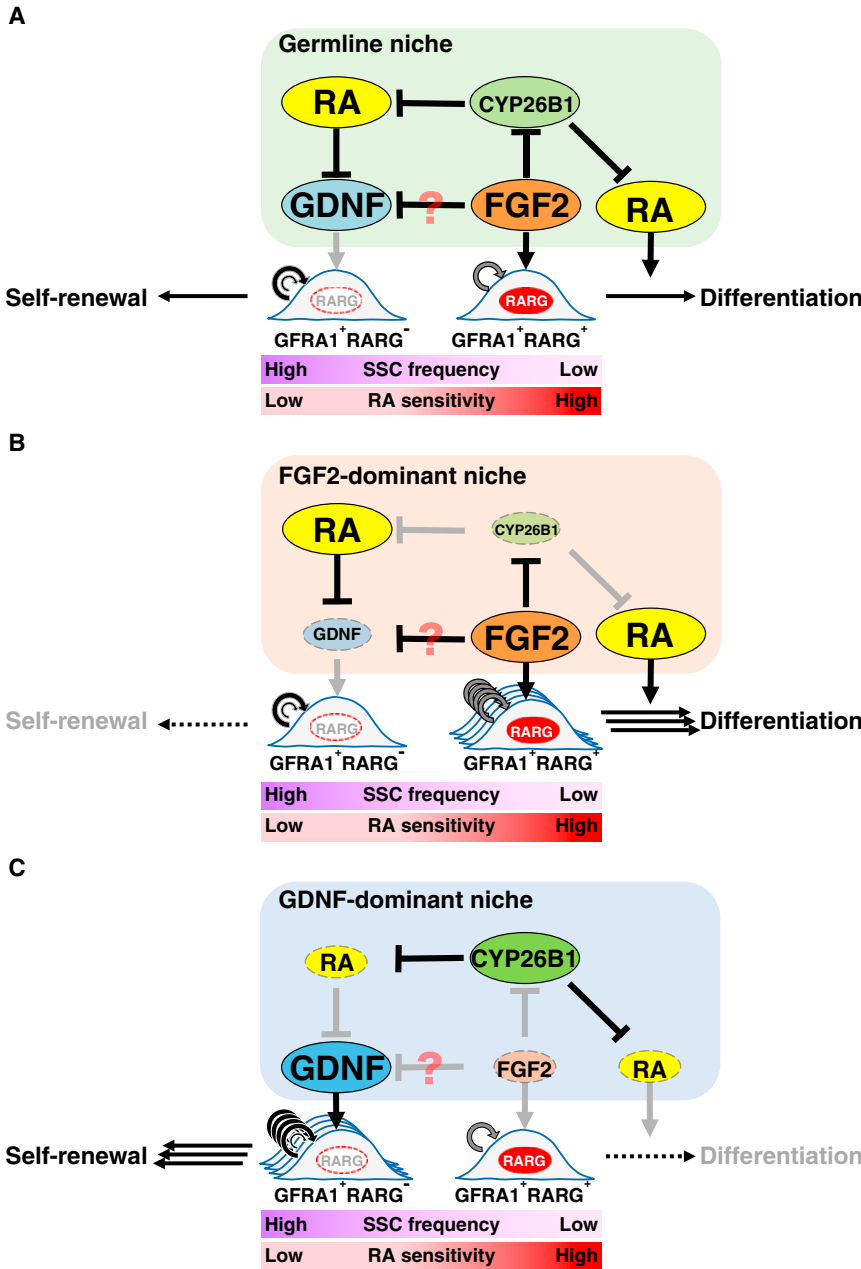 A
Germline niche
RA
CYP26B1
GDNF
?
FGF2
RA
Self-renewal
RARG
RARG
Differentiation
GFRA1⁺RARG⁻
GFRA1⁺RARG⁺
High SSC frequency Low
Low RA sensitivity High
B
FGF2-dominant niche
RA
CYP26B1
GDNF
?
FGF2
RA
Self-renewal
RARG
RARG
Differentiation
GFRA1⁺RARG⁻
GFRA1⁺RARG⁺
High SSC frequency Low
Low RA sensitivity High
C
GDNF-dominant niche
RA
CYP26B1
GDNF
?
FGF2
RA
Self-renewal
RARG
RARG
Differentiation
GFRA1⁺RARG⁻
GFRA1⁺RARG⁺
High SSC frequency Low
Low RA sensitivity High